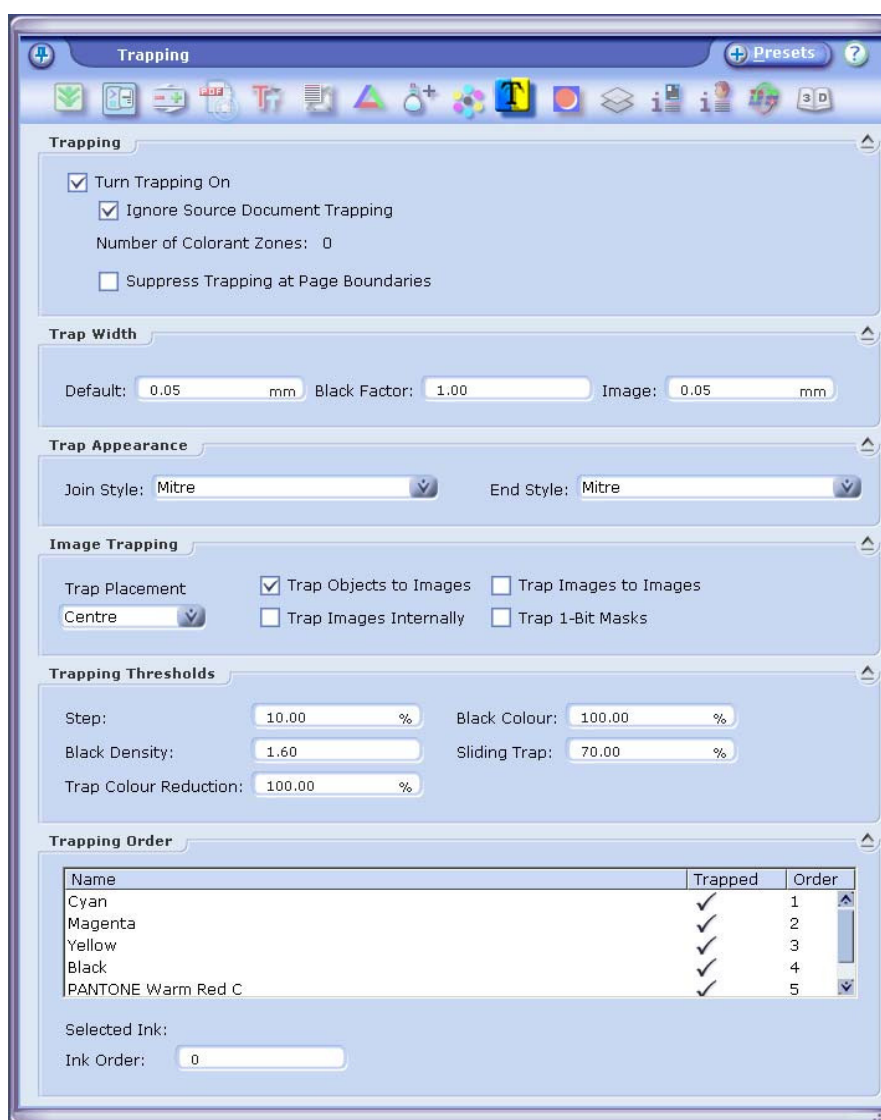 Trapping
Presets ?
PDF T T i i 3 D
Trapping
Turn Trapping On
Ignore Source Document Trapping
Number of Colorant Zones: 0
Suppress Trapping at Page Boundaries
Trap Width
Default: 0.05 mm Black Factor: 1.00 Image: 0.05 mm
Trap Appearance
Join Style: Mitre End Style: Mitre
Image Trapping
Trap Placement
Centre
Trap Objects to Images
Trap Images to Images
Trap Images Internally
Trap 1-Bit Masks
Trapping Thresholds
Step: 10.00 % Black Colour: 100.00 %
Black Density: 1.60 Sliding Trap: 70.00 %
Trap Colour Reduction: 100.00 %
Trapping Order
Name Trapped Order
Cyan 1
Magenta 2
Yellow 3
Black 4
PANTONE Warm Red C 5
Selected Ink:
Ink Order: 0